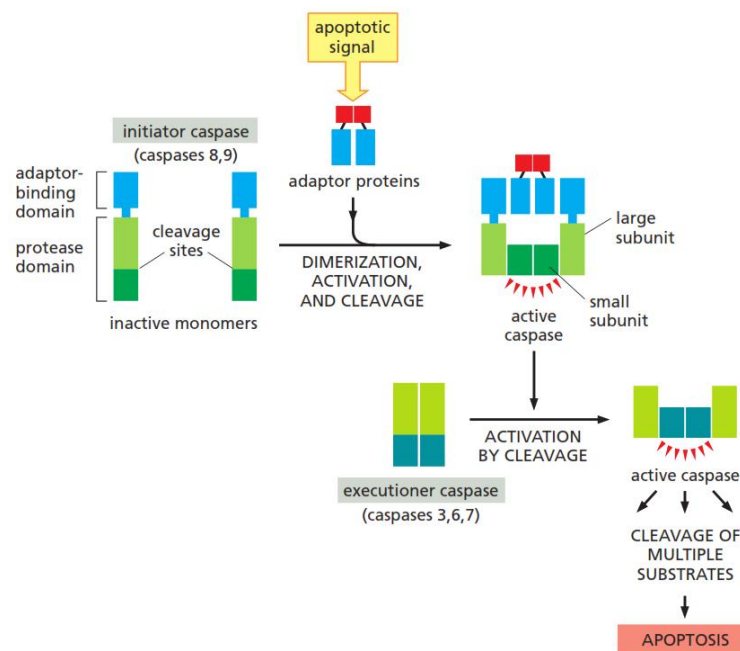 apoptotic
signal
initiator caspase
(caspases 8,9)
adaptor-
binding
domain
protease
domain
cleavage
sites
inactive monomers
adaptor proteins
DIMERIZATION,
ACTIVATION,
AND CLEAVAGE
large
subunit
small
subunit
active
caspase
executioner caspase
(caspases 3,6,7)
ACTIVATION
BY CLEAVAGE
active caspase
CLEAVAGE OF
MULTIPLE
SUBSTRATES
APOPTOSIS